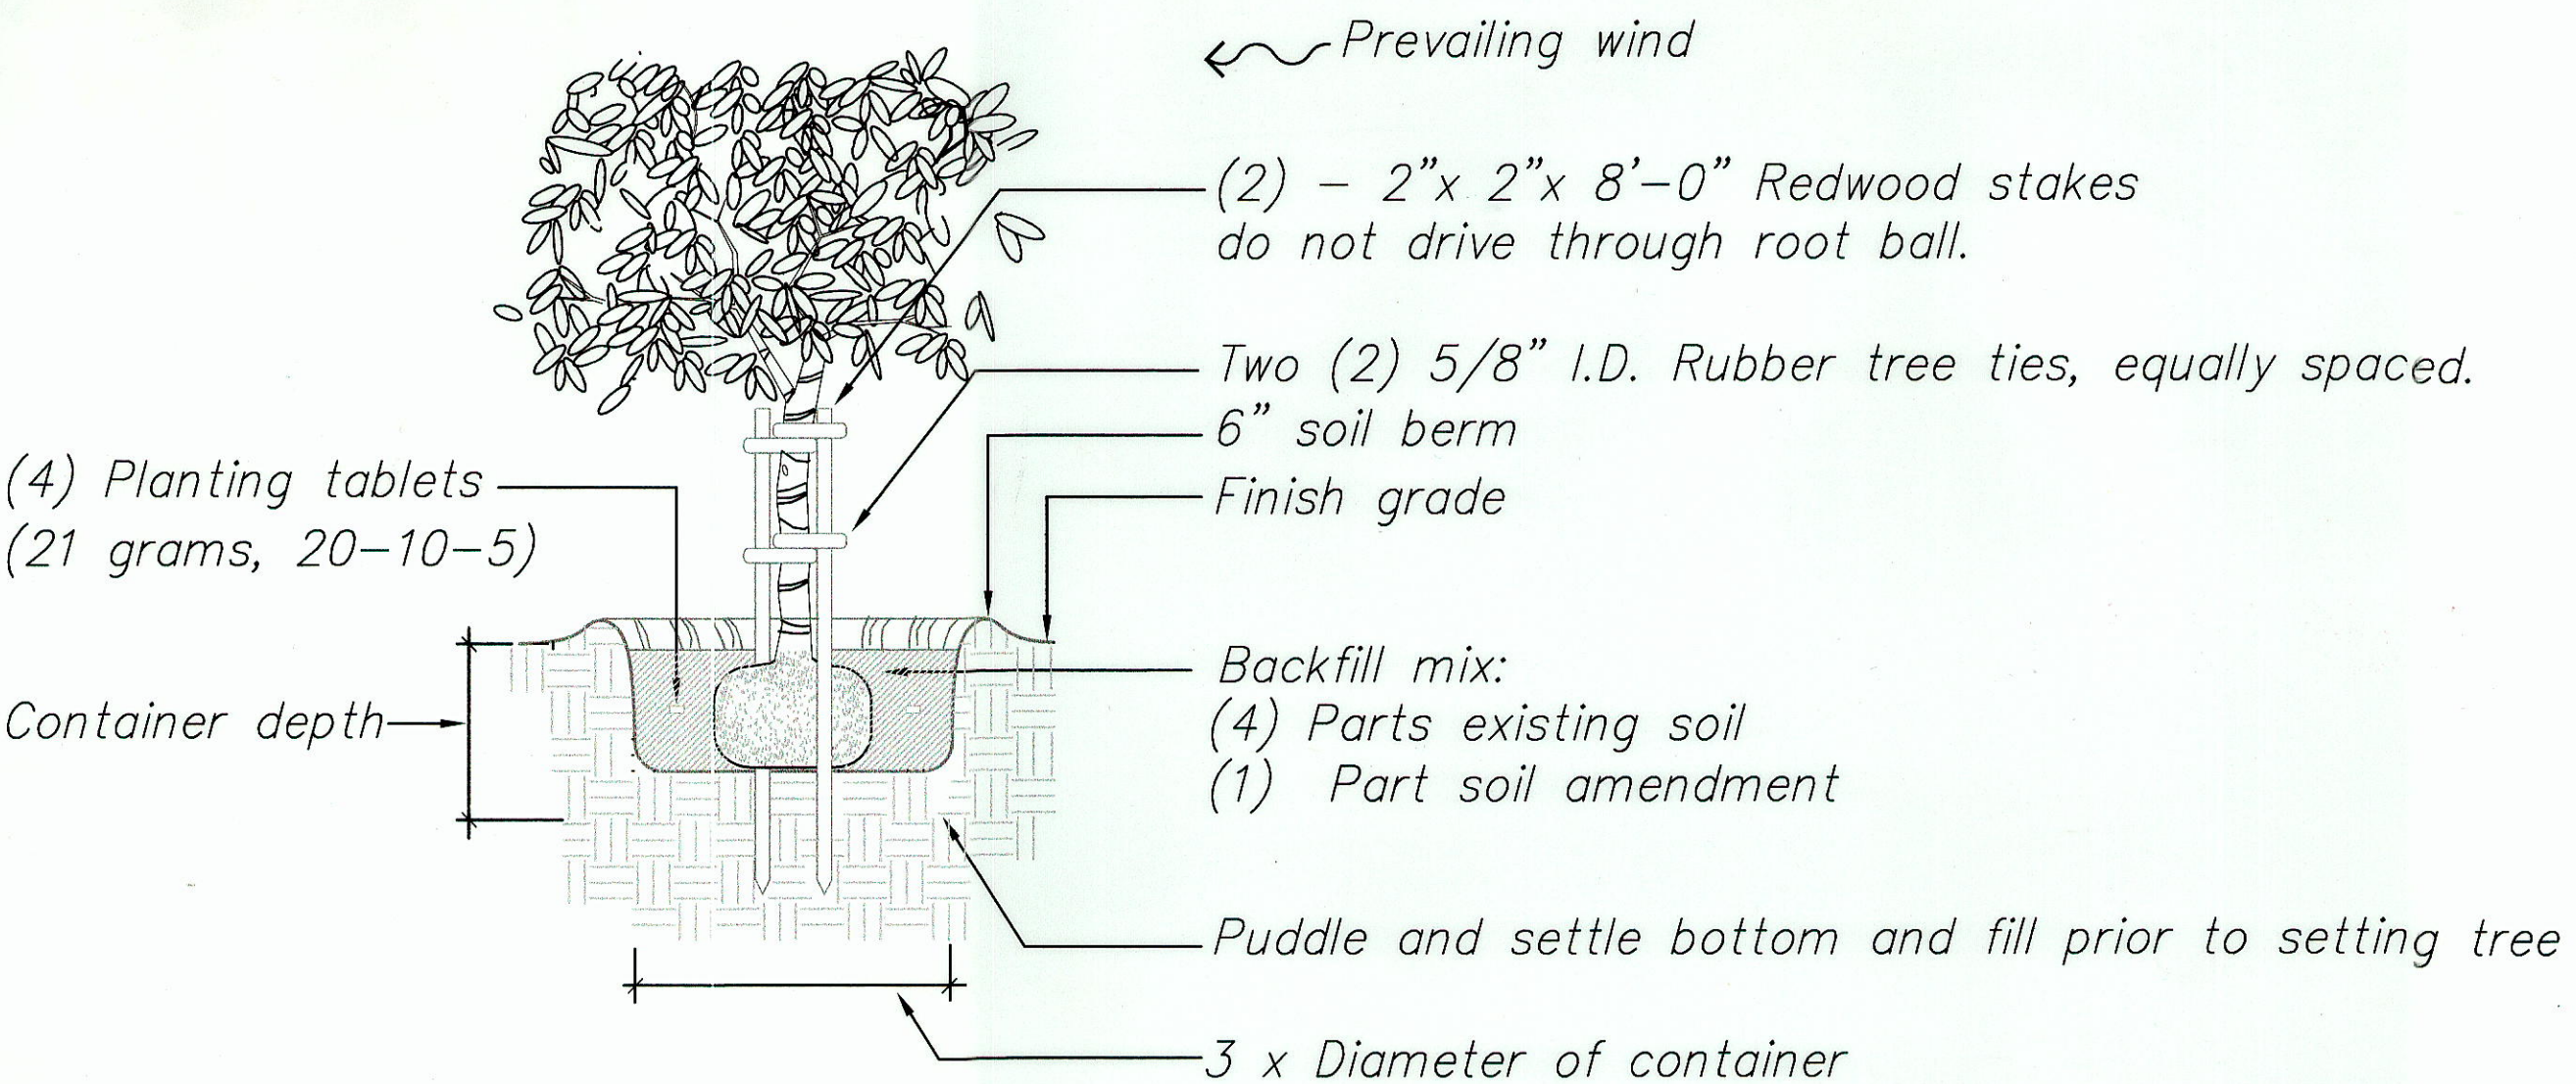 Prevailing wind
(2) – 2”x 2”x 8’–0” Redwood stakes
do not drive through root ball.
Two (2) 5/8” I.D. Rubber tree ties, equally spaced.
6” soil berm
Finish grade
(4) Planting tablets
(21 grams, 20–10–5)
Container depth
Backfill mix:
(4) Parts existing soil
(1) Part soil amendment
Puddle and settle bottom and fill prior to setting tree
3 x Diameter of container